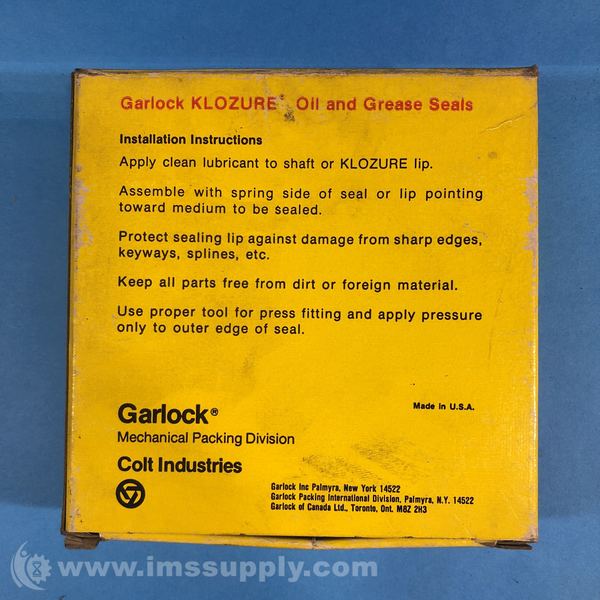 Garlock KLOZURE® Oil and Grease Seals
Installation Instructions
Apply clean lubricant to shaft or KLOZURE lip.
Assemble with spring side of seal or lip pointing
toward medium to be sealed.
Protect sealing lip against damage from sharp edges,
keyways, splines, etc.
Keep all parts free from dirt or foreign material.
Use proper tool for press fitting and apply pressure
only to outer edge of seal.
Garlock®
Made in U.S.A.
Mechanical Packing Division
Colt Industries
Garlock Inc Palmyra, New York 14522
Garlock Packing International Division, Palmyra, N.Y. 14522
Garlock of Canada Ltd., Toronto, Ont. M8Z 2H3
www.imssupply.com